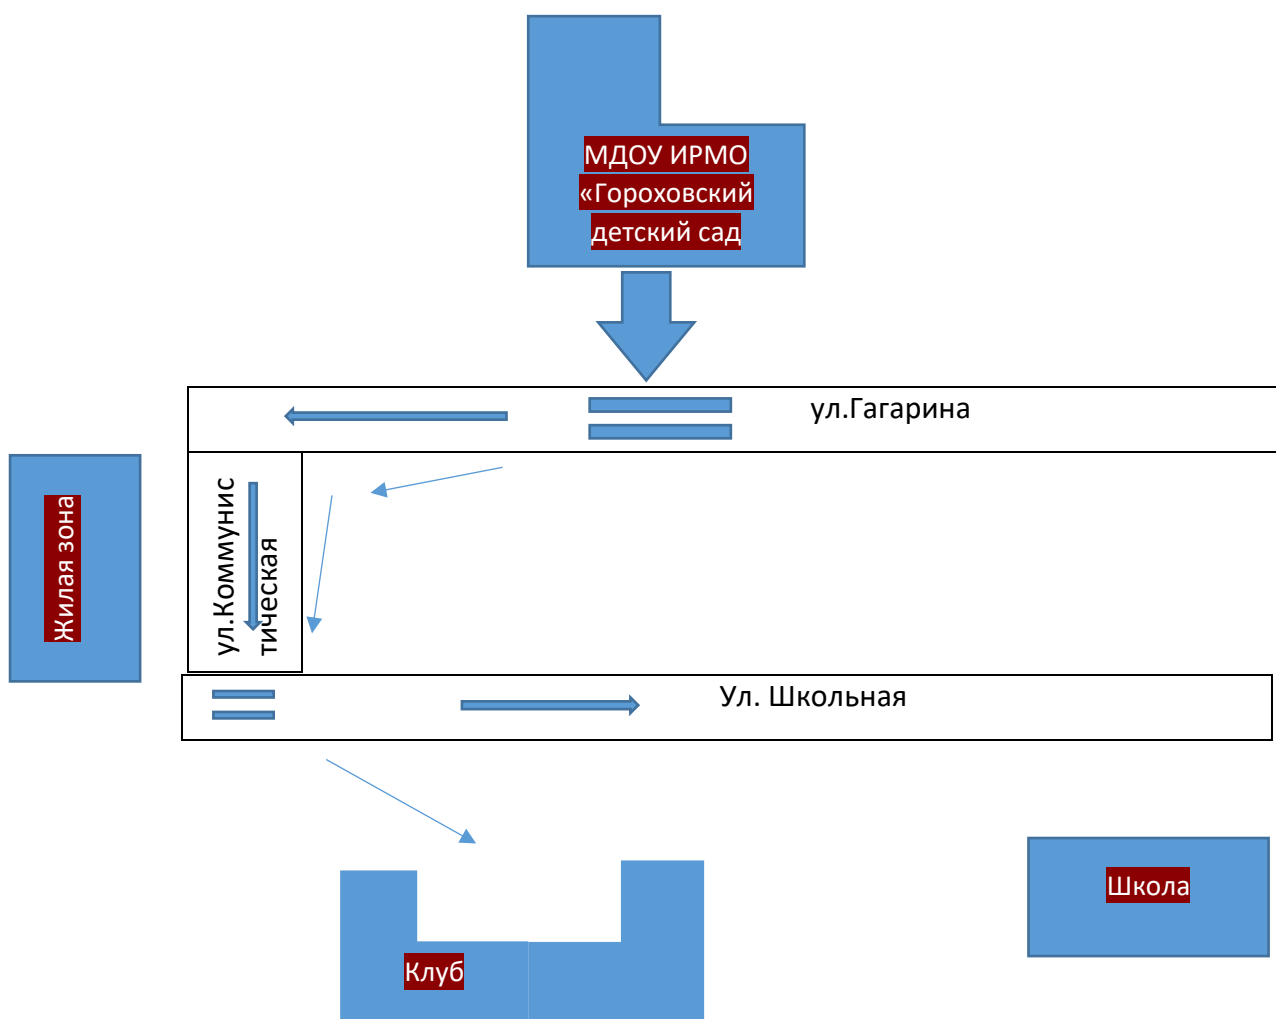 МДОУ ИРМО
«Гороховский
детский сад
ул.Гагарина
Жилая зона
ул.Коммунис
тическая
Ул. Школьная
Школа
Клуб